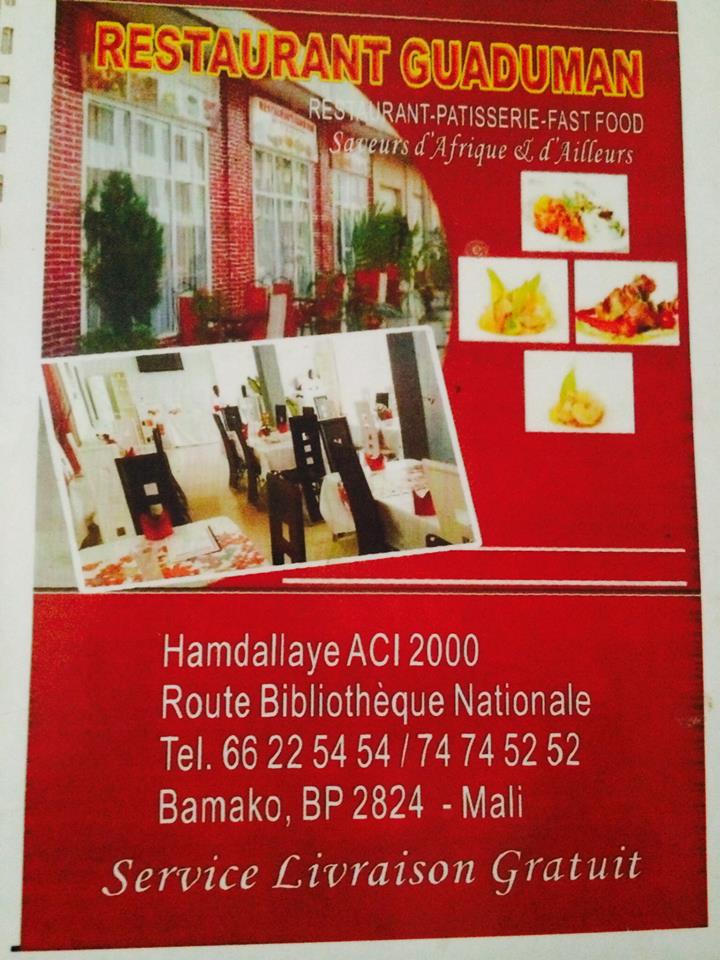 RESTAURANT GUADUMAN
RESTAURANT-PATISSERIE-FAST FOOD
Saveurs d'Afrique & d'Ailleurs
Hamdallaye ACI 2000
Route Bibliothèque Nationale
Tel. 66 22 54 54 / 74 74 52 52
Bamako, BP 2824 - Mali
Service Livraison Gratuit